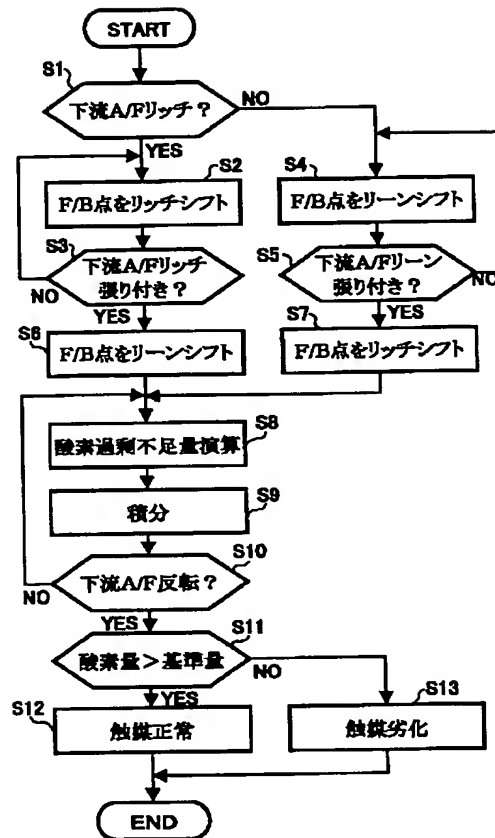 START
S1
下流A/Fリッチ?
NO
YES
S2
F/B点をリッチシフト
S4
F/B点をリーンシフト
S3
下流A/Fリッチ
張り付き?
NO
YES
S5
下流A/Fリーン
張り付き?
NO
YES
S6
F/B点をリーンシフト
S7
F/B点をリッチシフト
S8
酸素過剰不足量演算
S9
積分
S10
下流A/F反転?
NO
YES
S11
酸素量>基準量
NO
YES
S12
触媒正常
S13
触媒劣化
END